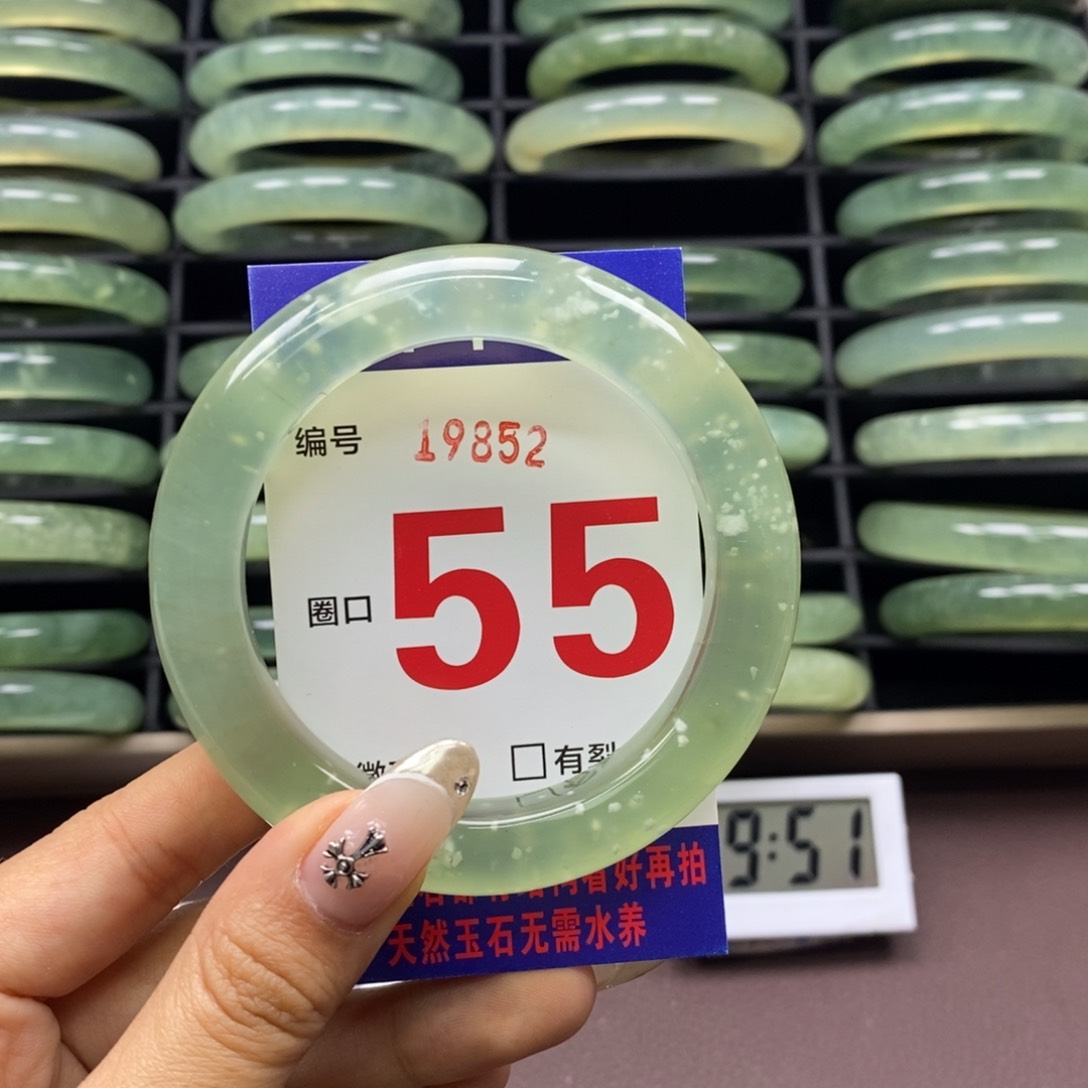 编号 19852
圈口 55
□有裂
好再拍
天然玉石无需水养
9:51